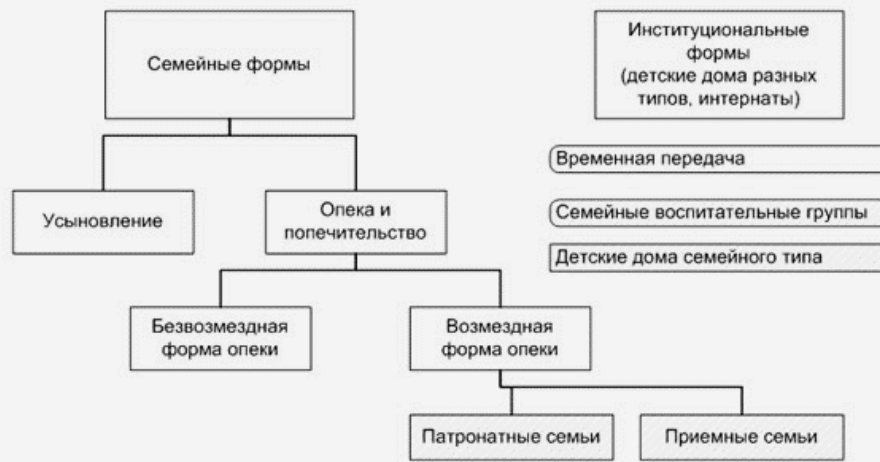 Семейные формы
Институциональные
формы
(детские дома разных
типов, интернаты)
Временная передача
Усыновление
Опека и
попечительство
Семейные воспитательные группы
Детские дома семейного типа
Безвозмездная
форма опеки
Возмездная
форма опеки
Патронатные семьи
Приемные семьи